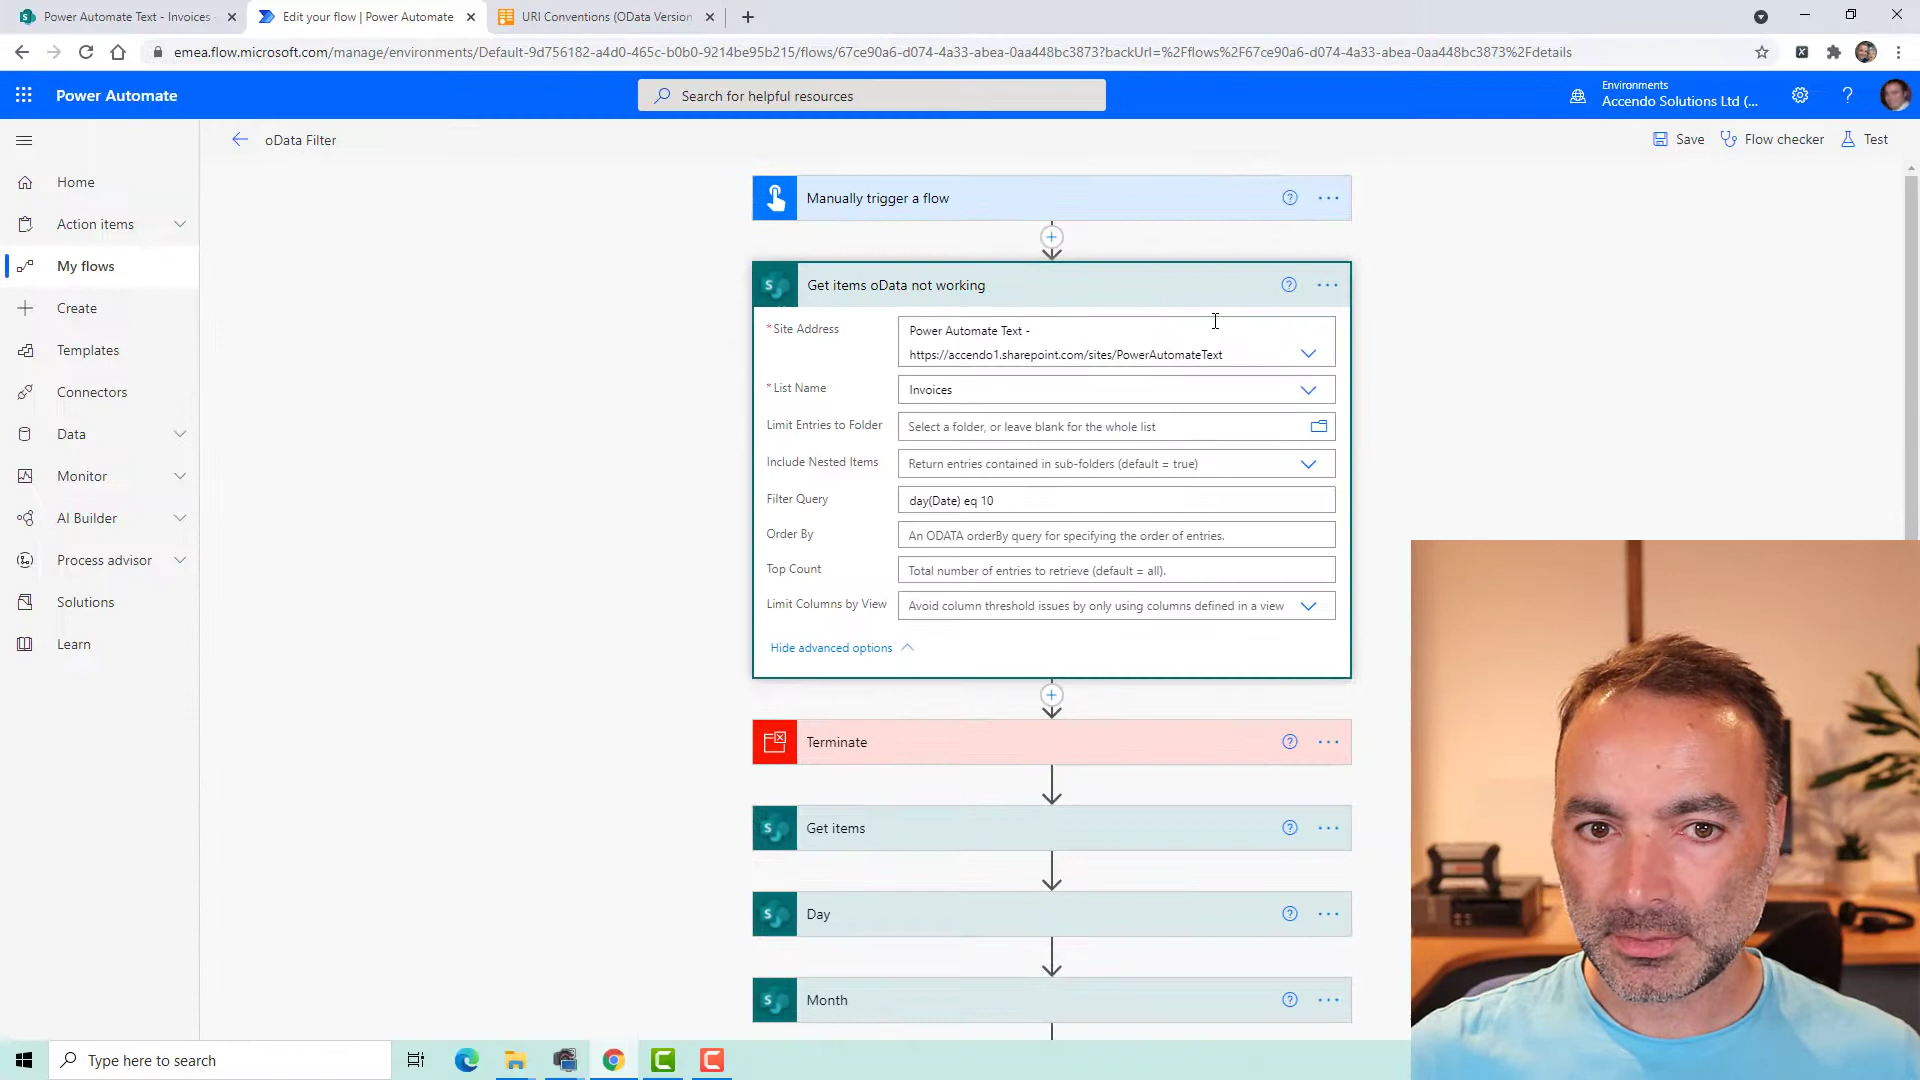 Power Automate Text - Invoices
Edit your flow | Power Automate
URI Conventions (OData Version
emea.flow.microsoft.com/manage/environments/Default-9d756182-a4d0-465c-b0b0-9214be95b215/flows/67ce90a6-d074-4a33-abea-0aa448bc3873?backUrl=%2Fflows%2F67ce90a6-d074-4a33-abea-0aa448bc3873%2Fdetails
Power Automate
Search for helpful resources
Environments
Accendo Solutions Ltd (...
oData Filter
Save
Flow checker
Test
Home
Action items
My flows
Create
Templates
Connectors
Data
Monitor
AI Builder
Process advisor
Solutions
Learn
Manually trigger a flow
Get items oData not working
* Site Address
Power Automate Text -
https://accendo1.sharepoint.com/sites/PowerAutomateText
* List Name
Invoices
Limit Entries to Folder
Select a folder, or leave blank for the whole list
Include Nested Items
Return entries contained in sub-folders (default = true)
Filter Query
day(Date) eq 10
Order By
An ODATA orderBy query for specifying the order of entries.
Top Count
Total number of entries to retrieve (default = all).
Limit Columns by View
Avoid column threshold issues by only using columns defined in a view
Hide advanced options
Terminate
Get items
Day
Month
Type here to search